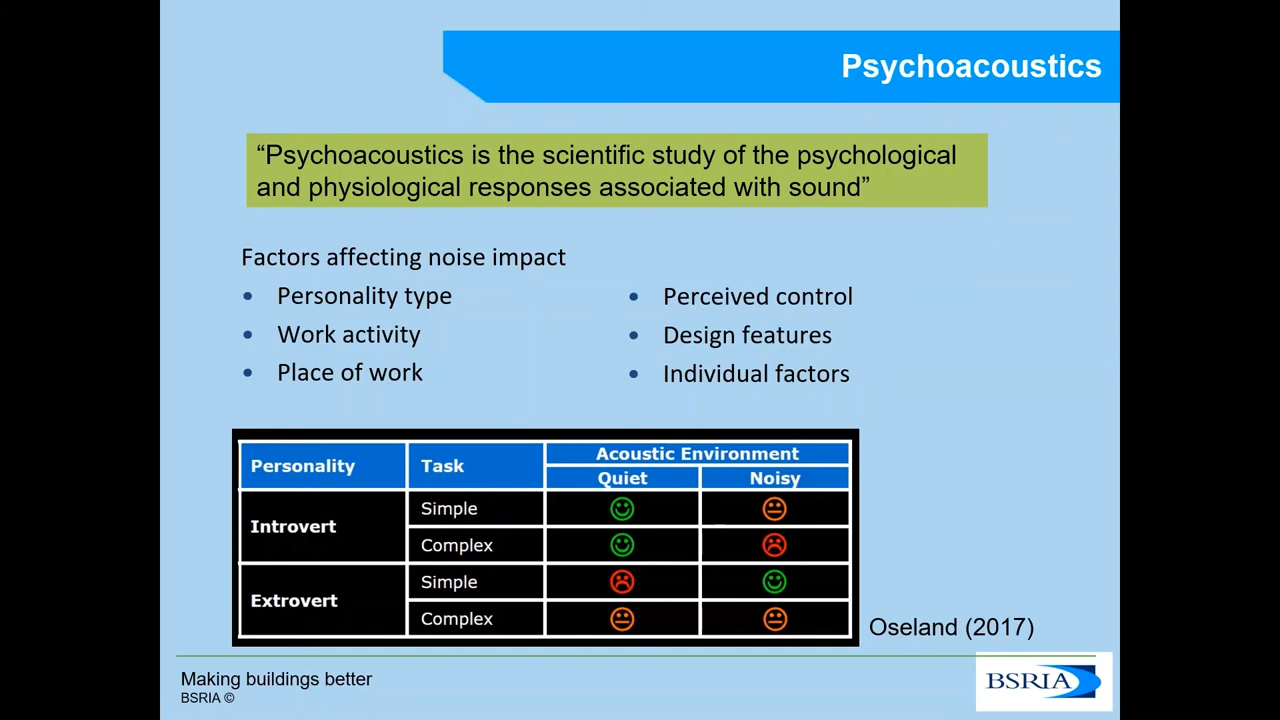 Psychoacoustics
“Psychoacoustics is the scientific study of the psychological
and physiological responses associated with sound”
Factors affecting noise impact
• Personality type
• Work activity
• Place of work
• Perceived control
• Design features
• Individual factors
Personality Task Acoustic Environment
Quiet Noisy
Introvert
Simple
Complex
Extrovert
Simple
Complex
Oseland (2017)
Making buildings better
BSRIA ©
BSRIA